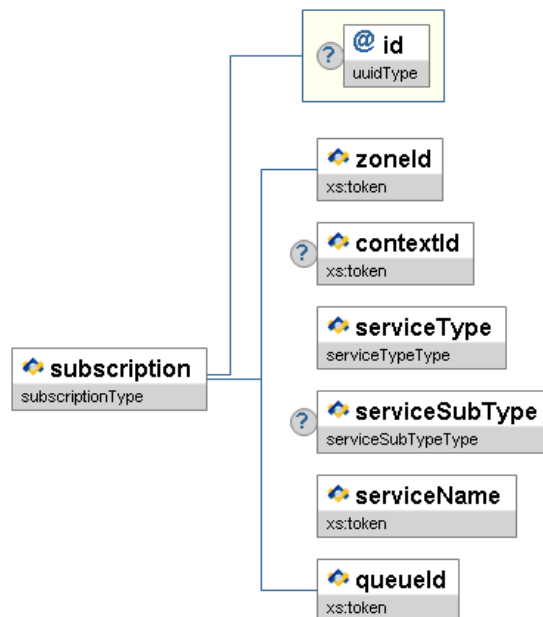 @ id
?
uuidType
zoneId
xs:token
?
contextId
xs:token
serviceType
serviceTypeType
subscription
subscriptionType
?
serviceSubType
serviceSubTypeType
serviceName
xs:token
queueId
xs:token